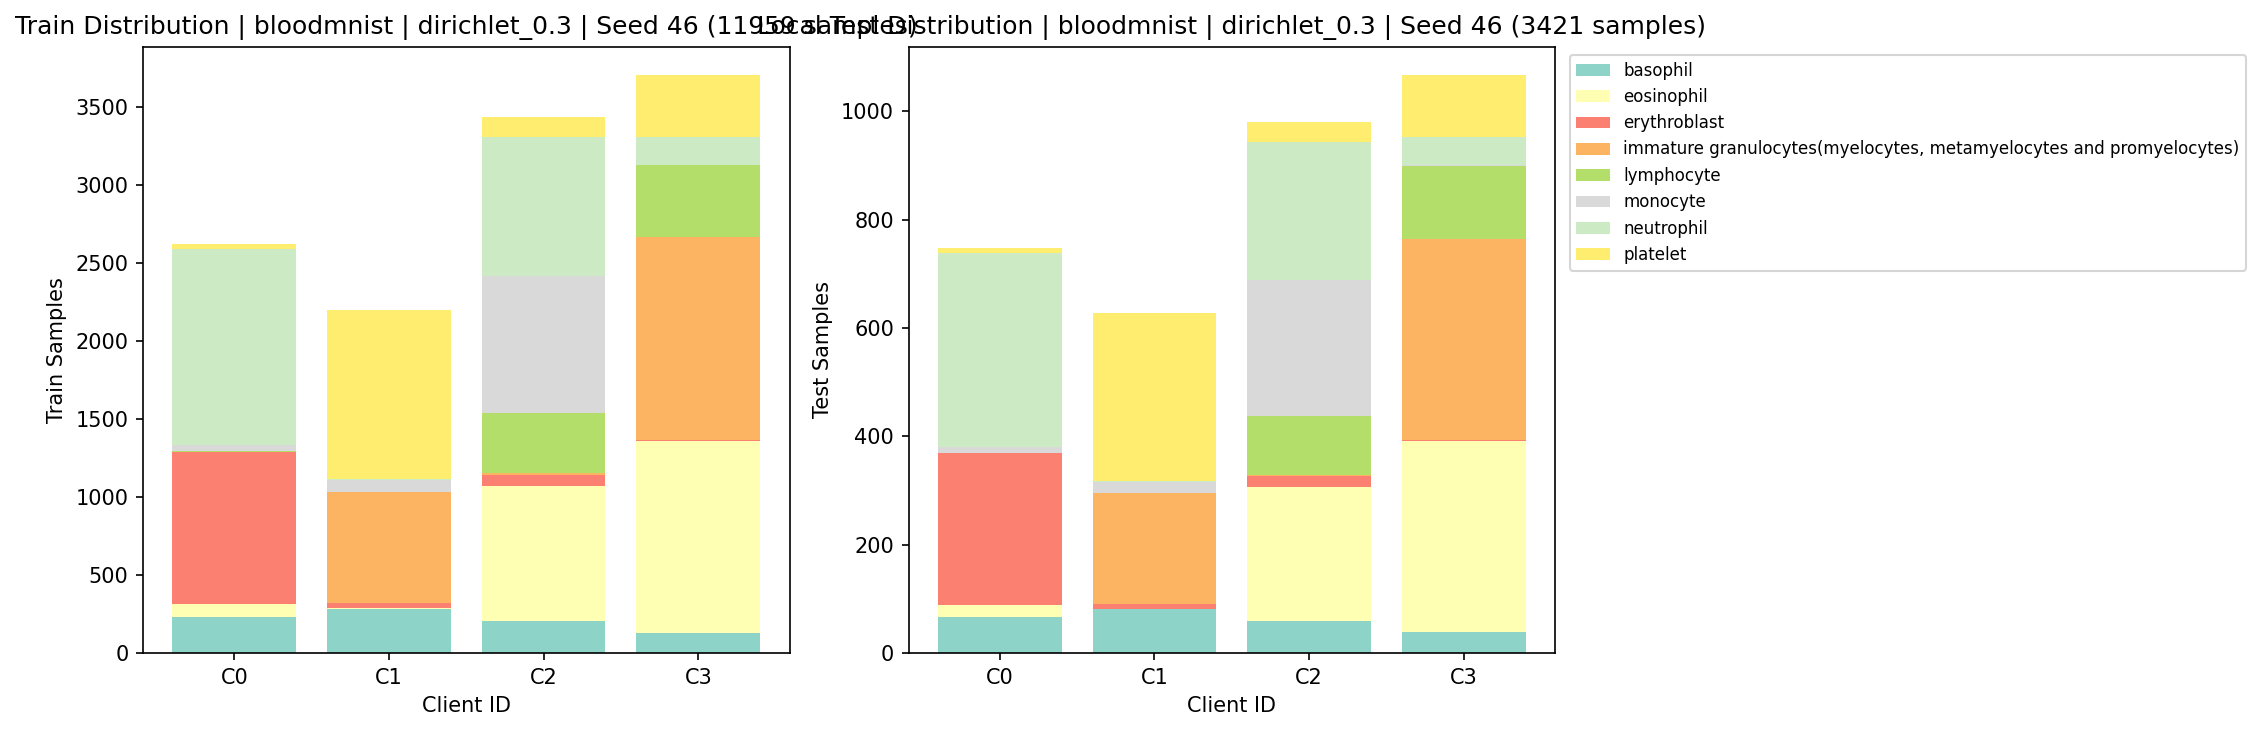 Train Distribution | bloodmnist | dirichlet_0.3 | Seed 46 (11959 samples)
Local Test Distribution | bloodmnist | dirichlet_0.3 | Seed 46 (3421 samples)
Train Samples
3500
3000
2500
2000
1500
1000
500
0
C0
C1
C2
C3
Client ID
Test Samples
1000
800
600
400
200
0
C0
C1
C2
C3
Client ID
basophil
eosinophil
erythroblast
immature granulocytes(myelocytes, metamyelocytes and promyelocytes)
lymphocyte
monocyte
neutrophil
platelet